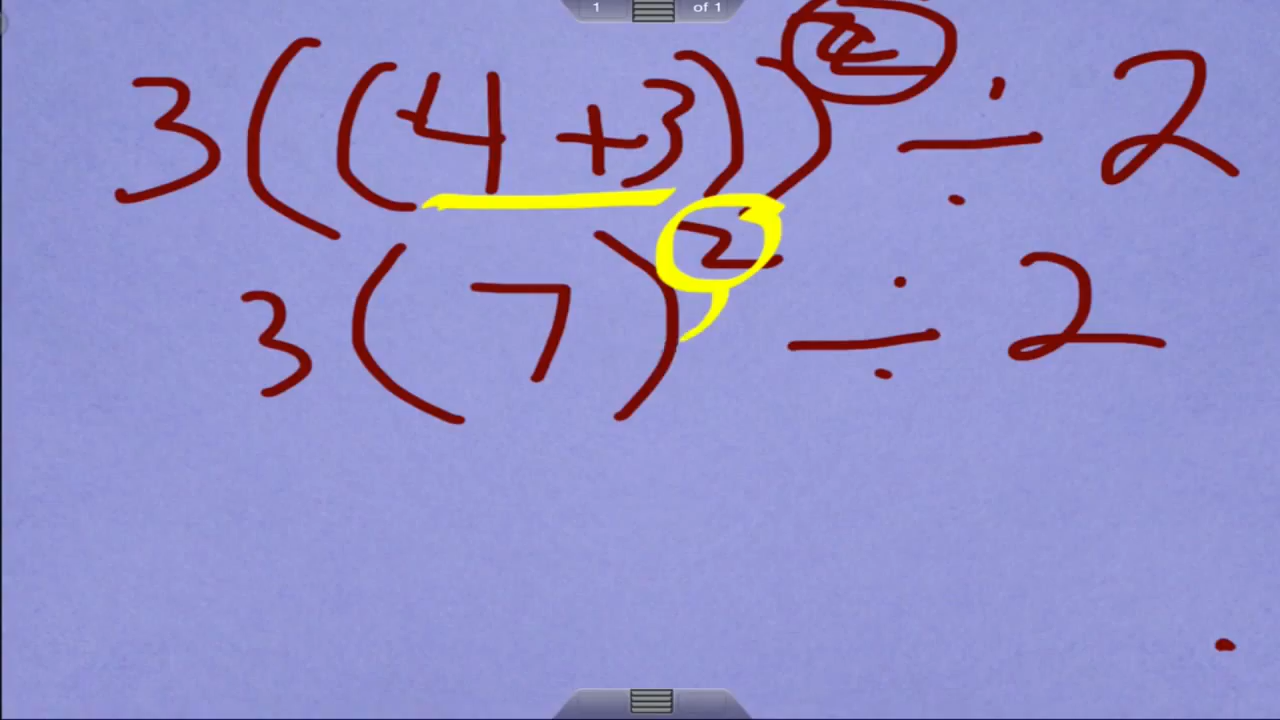 1 of 1
3((4+3))² ÷ 2
3(7)² ÷ 2